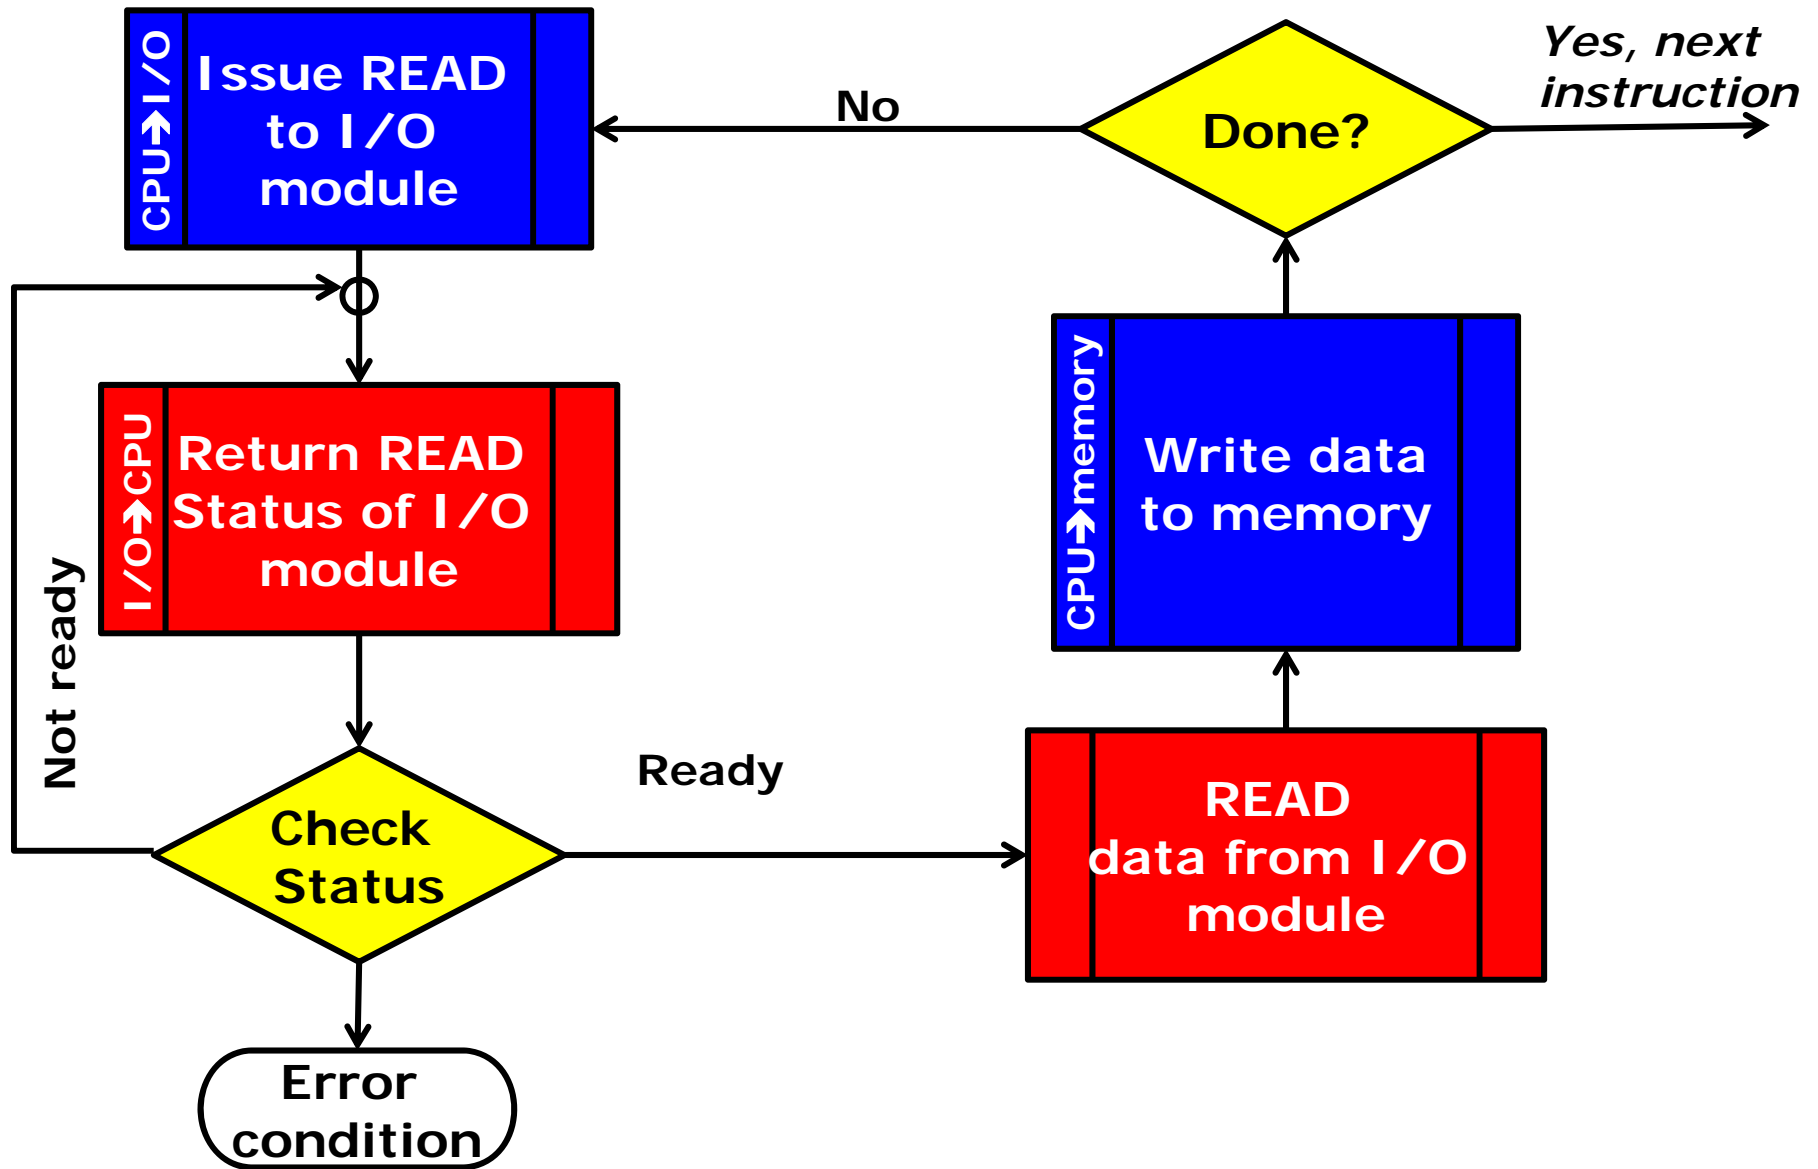 CPU➔I/O
Issue READ
to I/O
module
No
Done?
Yes, next
instruction
I/O➔CPU
Return READ
Status of I/O
module
CPU➔memory
Write data
to memory
Not ready
Check
Status
Ready
READ
data from I/O
module
Error
condition